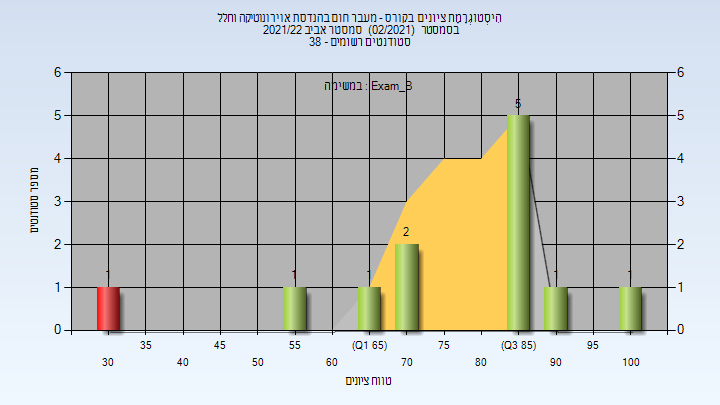 הִיסְטוֹגְרָמַת ציונים בקורס - מעבר חום בהנדסת אוירונוטיקה וחלל
בסמסטר (02/2021) סמסטר אביב 2021/22
סטודנטים רשומים - 38
במשימה : Exam_B
מספר סטודנטים
6 6
5 5
4 4
3 3
2 2
1 1
0 0
5
2
1 1 1 1 1
35 45 55 (Q1 65) 75 (Q3 85) 95
30 40 50 60 70 80 90 100
טווח ציונים